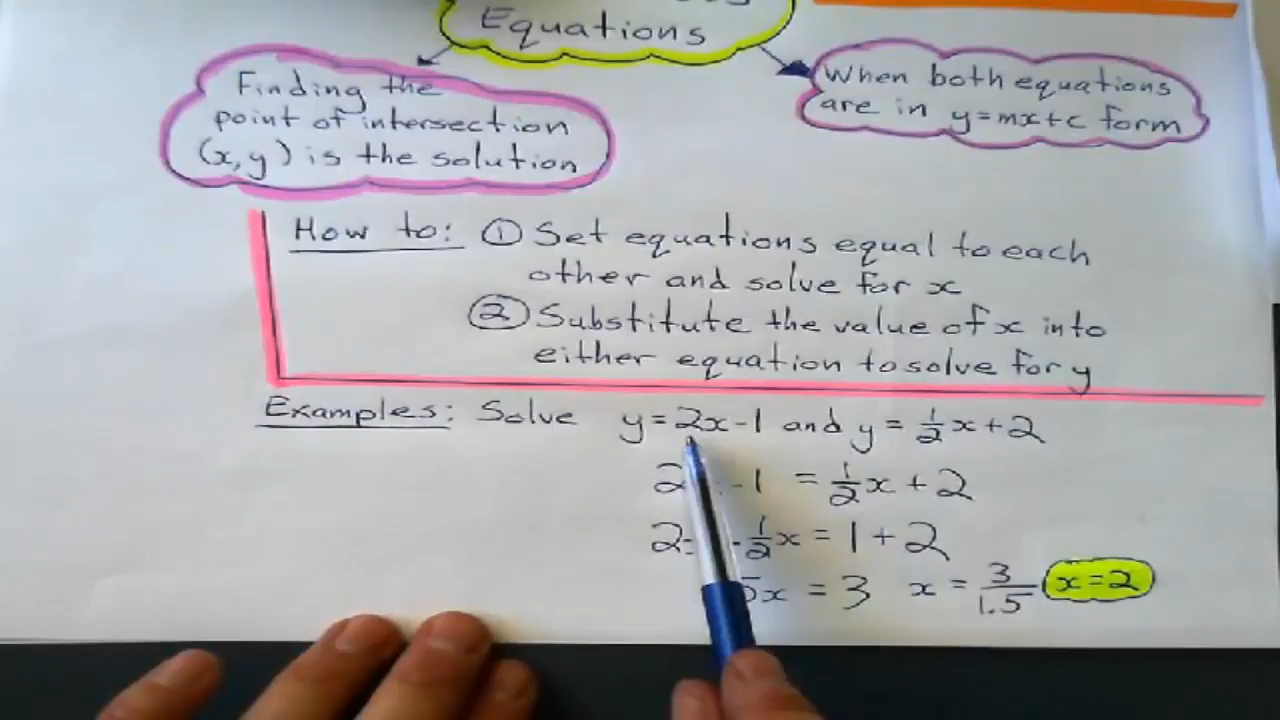 Equations
Finding the
point of intersection
(x,y) is the solution
When both equations
are in y=mx+c form
How to: ① Set equations equal to each
other and solve for x
② Substitute the value of x into
either equation to solve for y
Examples: Solve y=2x-1 and y=½x+2
2 -1 = ½x+2
2 - ½x = 1+2
5x = 3 x = 3/1.5 x=2